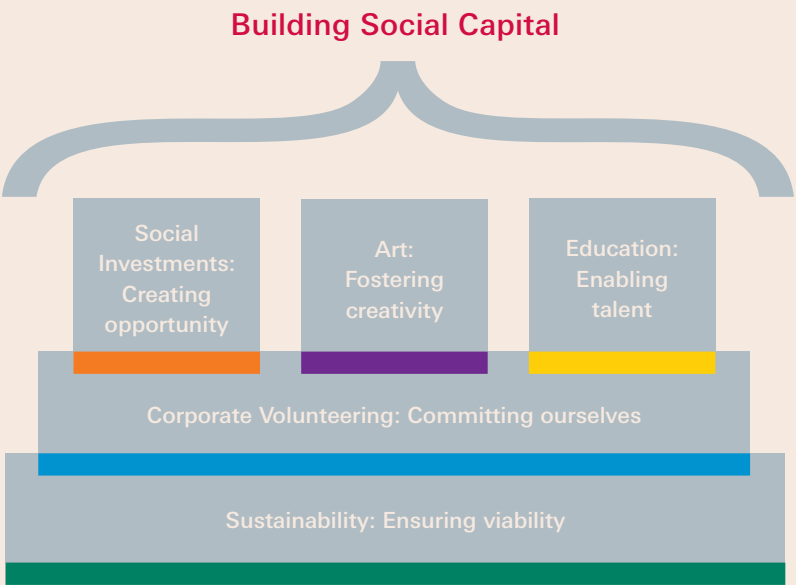 Building Social Capital
Social
Investments:
Creating
opportunity
Art:
Fostering
creativity
Education:
Enabling
talent
Corporate Volunteering: Committing ourselves
Sustainability: Ensuring viability